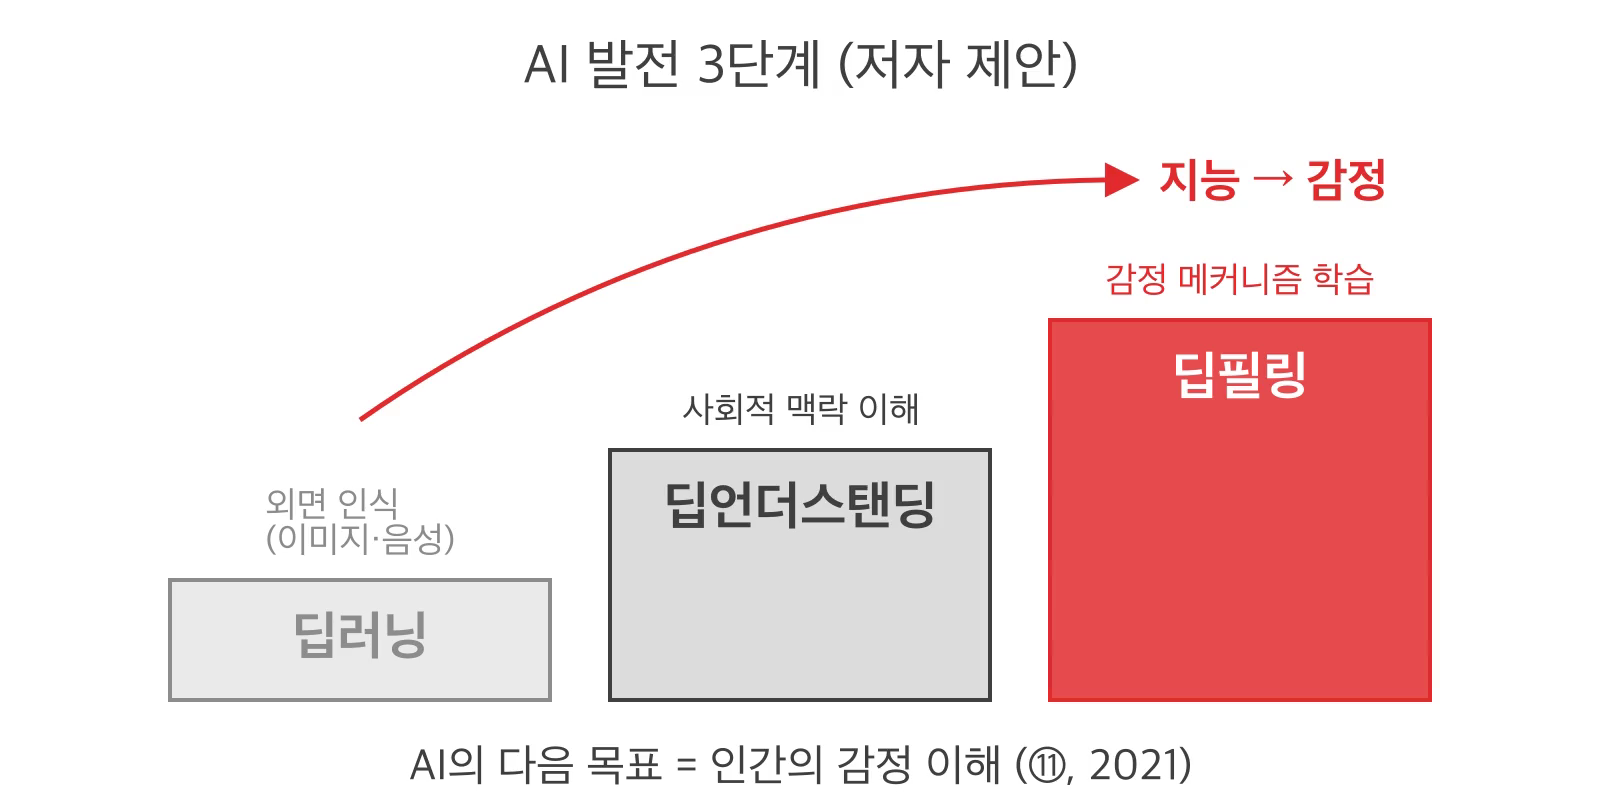 AI 발전 3단계 (저자 제안)
지능 → 감정
감정 메커니즘 학습
딥필링
사회적 맥락 이해
딥언더스탠딩
외면 인식
(이미지·음성)
딥러닝
AI의 다음 목표 = 인간의 감정 이해 (⑪, 2021)